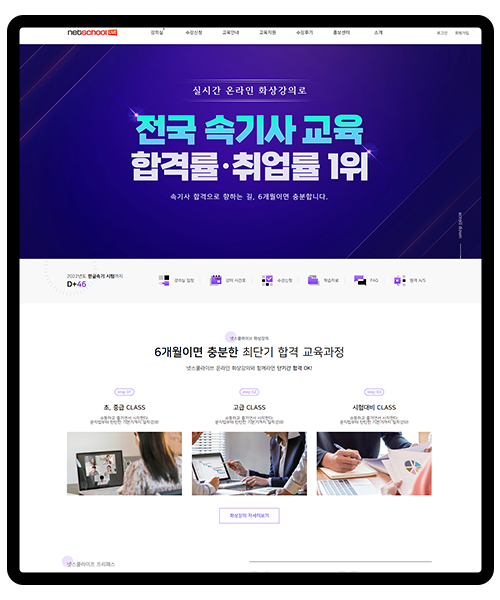 netschool LIVE
강의실 수강신청 교육안내 교육지원 수강후기 홍보센터 소개
로그인 회원가입
실시간 온라인 화상강의로
전국 속기사 교육
합격률·취업률 1위
속기사 합격으로 향하는 길, 6개월이면 충분합니다.
scroll down
2022년도 한글속기 시험까지
D+46
강의실 입장 강의 시간표 수강신청 학습자료 FAQ 원격 A/S
넷스쿨라이브 화상강의
6개월이면 충분한 최단기 합격 교육과정
넷스쿨라이브 온라인 화상강의와 함께라면 단기간 합격 OK!
step 01
초, 중급 CLASS
step 02
고급 CLASS
step 03
시험대비 CLASS
화상강의 자세히보기
넷스쿨라이브 프리패스